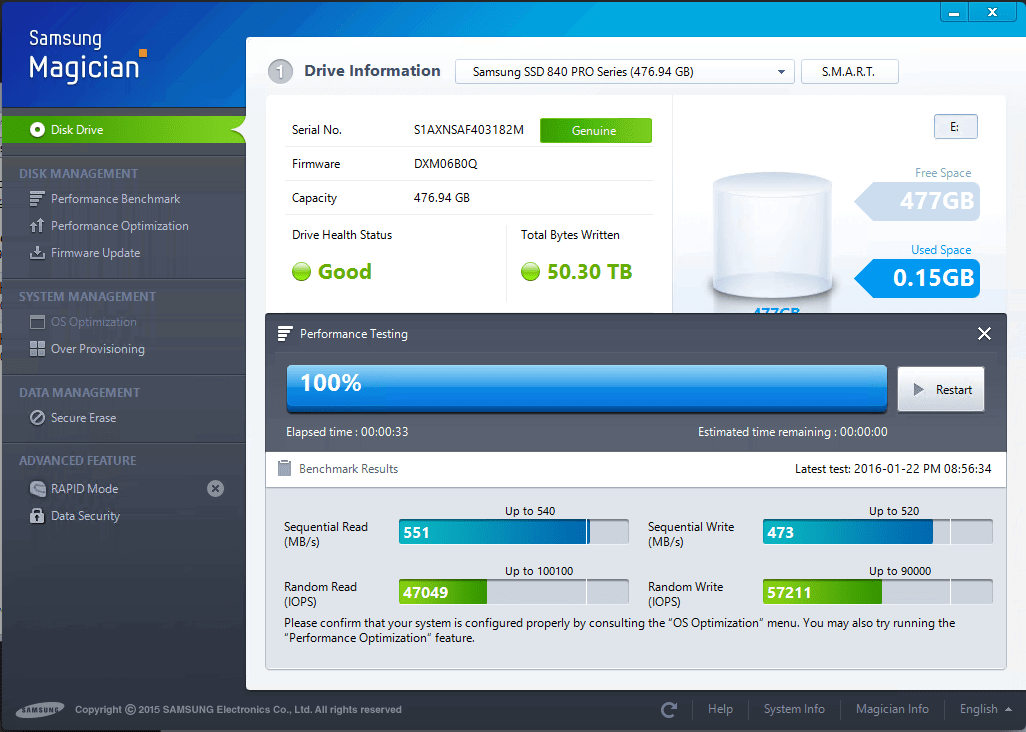 Samsung
Magician
1 Drive Information
Samsung SSD 840 PRO Series (476.94 GB)
S.M.A.R.T.
Disk Drive
DISK MANAGEMENT
Performance Benchmark
Performance Optimization
Firmware Update
SYSTEM MANAGEMENT
OS Optimization
Over Provisioning
DATA MANAGEMENT
Secure Erase
ADVANCED FEATURE
RAPID Mode
Data Security
Serial No. S1AXNSAF403182M Genuine
Firmware DXM06B0Q
Capacity 476.94 GB
Drive Health Status
Good
Total Bytes Written
50.30 TB
E:
Free Space
477GB
Used Space
0.15GB
477GB
Performance Testing
100%
Restart
Elapsed time : 00:00:33
Estimated time remaining : 00:00:00
Benchmark Results
Latest test: 2016-01-22 PM 08:56:34
Up to 540
Sequential Read
(MB/s)
551
Up to 520
Sequential Write
(MB/s)
473
Up to 100100
Random Read
(IOPS)
47049
Up to 90000
Random Write
(IOPS)
57211
Please confirm that your system is configured properly by consulting the “OS Optimization” menu. You may also try running the
“Performance Optimization” feature.
SAMSUNG
Copyright © 2015 SAMSUNG Electronics Co., Ltd. All rights reserved
Help
System Info
Magician Info
English